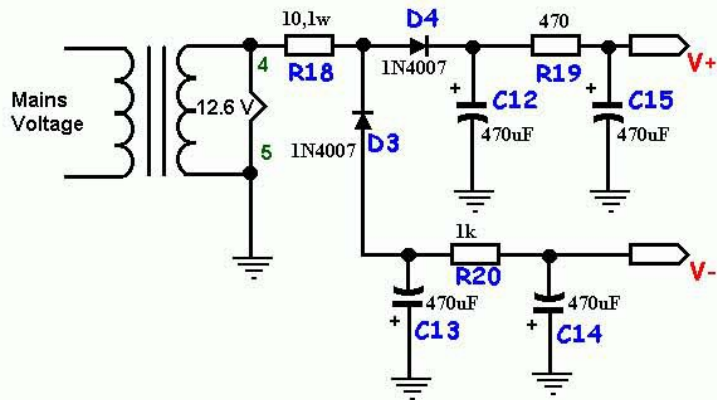 10,1w
R18
D4
1N4007
470
R19
V+
+
C12
470uF
+
C15
470uF
Mains
Voltage
12.6 V
4
5
1N4007
D3
1k
R20
V-
470uF
+
C13
470uF
+
C14